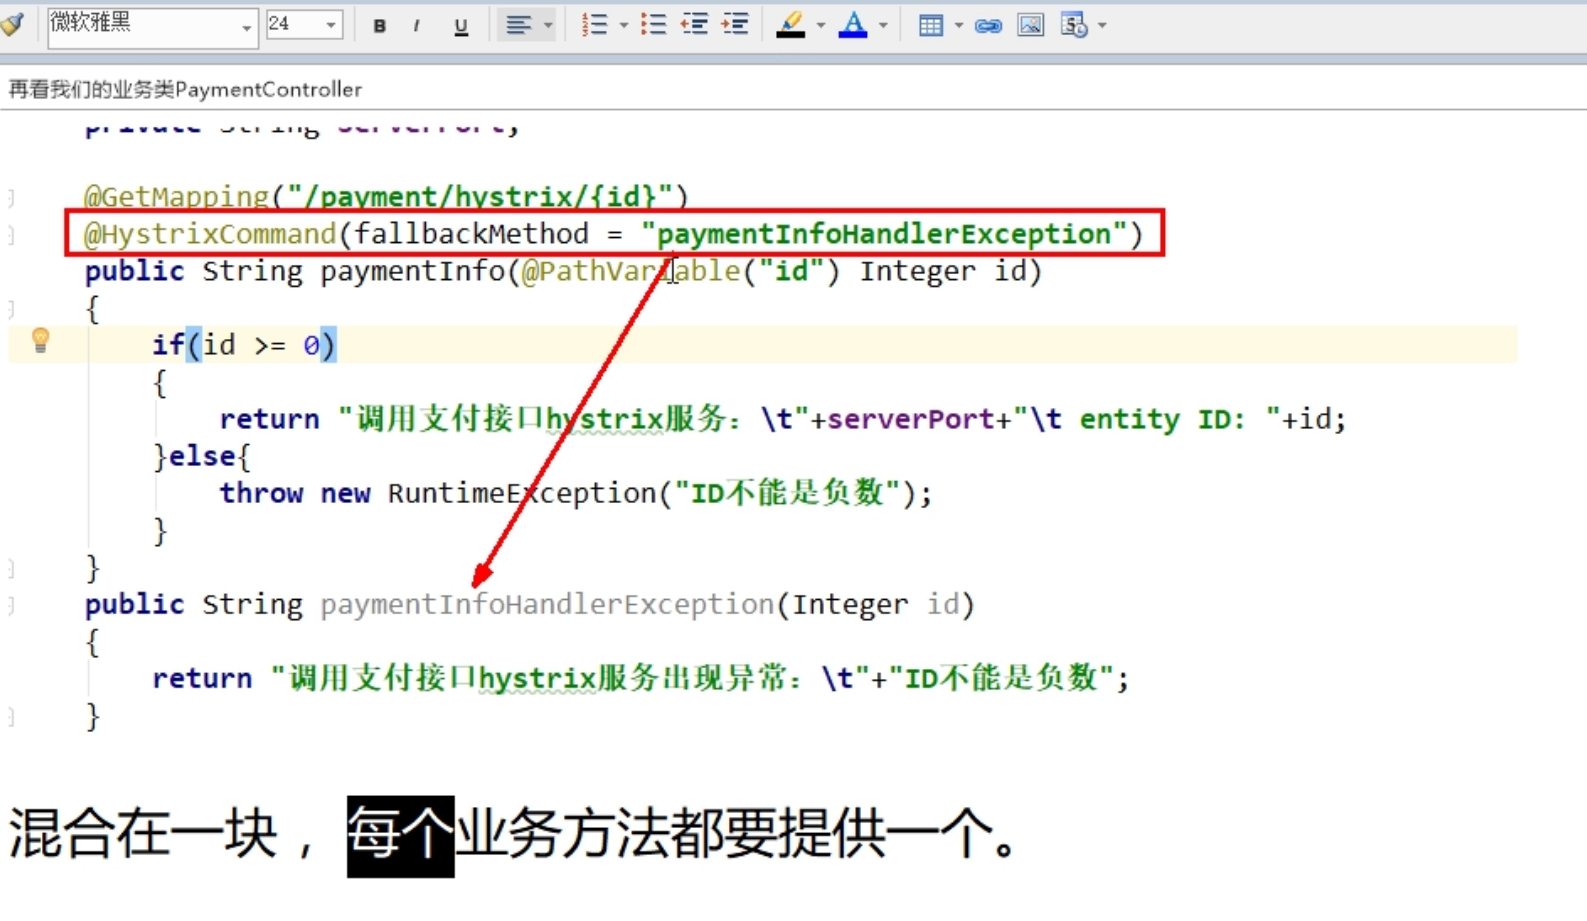 微软雅黑 24 B I U A
再看我们的业务类PaymentController
private String serverPort;
@GetMapping("/payment/hystrix/{id}")
@HystrixCommand(fallbackMethod = "paymentInfoHandlerException")
public String paymentInfo(@PathVariable("id") Integer id)
{
if(id >= 0)
{
return "调用支付接口hystrix服务：\t"+serverPort+"\t entity ID: "+id;
}else{
throw new RuntimeException("ID不能是负数");
}
}
public String paymentInfoHandlerException(Integer id)
{
return "调用支付接口hystrix服务出现异常：\t"+"ID不能是负数";
}
混合在一块，每个业务方法都要提供一个。